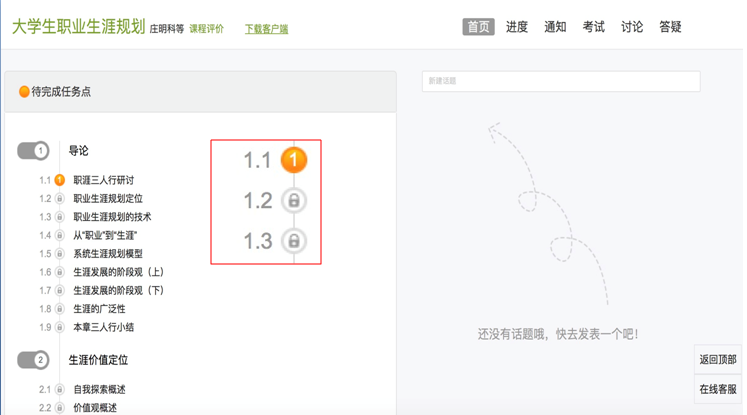 大学生职业生涯规划 庄明科等 课程评价 下载客户端
首页 进度 通知 考试 讨论 答疑
待完成任务点
新建话题
1 导论
1.1 1 职涯三人行研讨
1.2 职业生涯规划定位
1.3 职业生涯规划的技术
1.4 从“职业”到“生涯”
1.5 系统生涯规划模型
1.6 生涯发展的阶段观（上）
1.7 生涯发展的阶段观（下）
1.8 生涯的广泛性
1.9 本章三人行小结
1.1 1
1.2
1.3
2 生涯价值定位
2.1 自我探索概述
2.2 价值观概述
还没有话题哦，快去发表一个吧！
返回顶部
在线客服